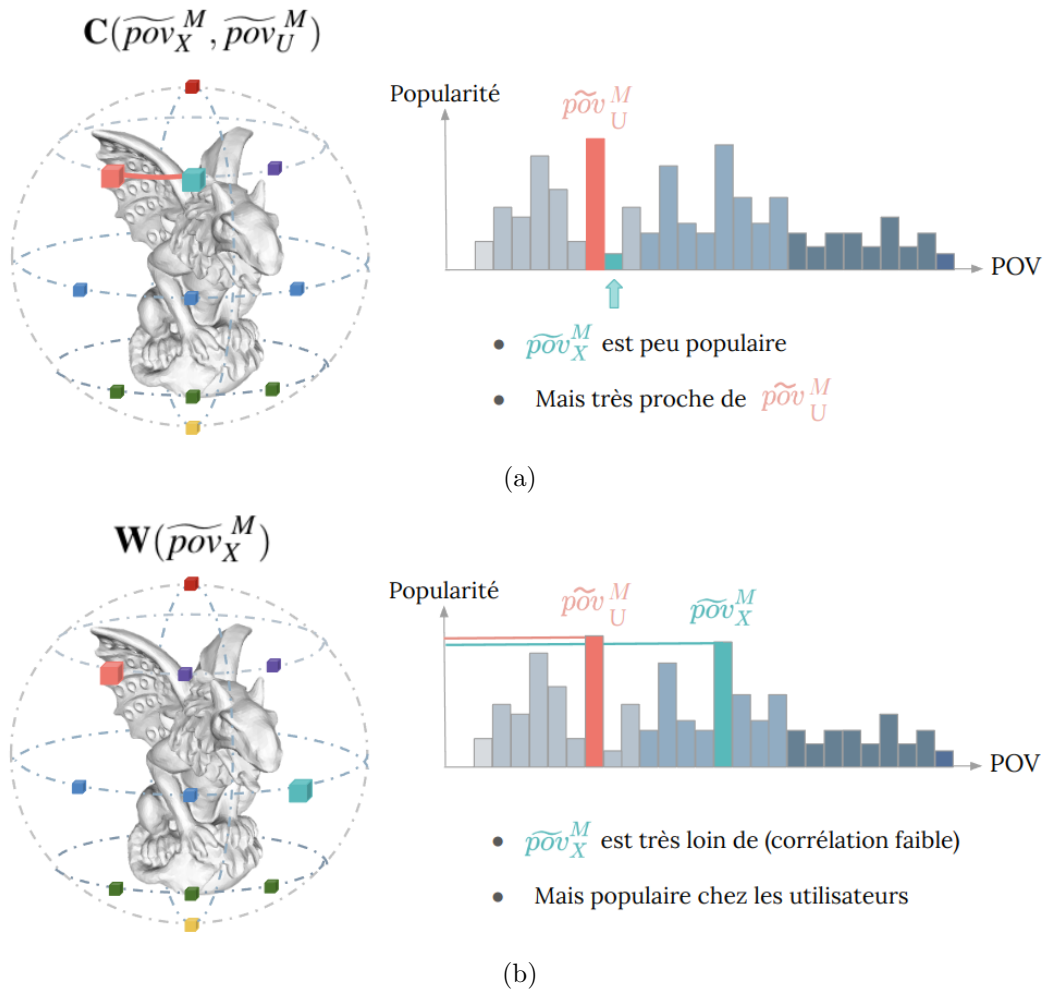 (a)
C(p͠ov_X^M, p͠ov_U^M)
Popularité
p͠ov_U^M
POV
• p͠ov_X^M est peu populaire
• Mais très proche de p͠ov_U^M
W(p͠ov_X^M)
Popularité
p͠ov_U^M p͠ov_X^M
POV
• p͠ov_X^M est très loin de (corrélation faible)
• Mais populaire chez les utilisateurs
(b)